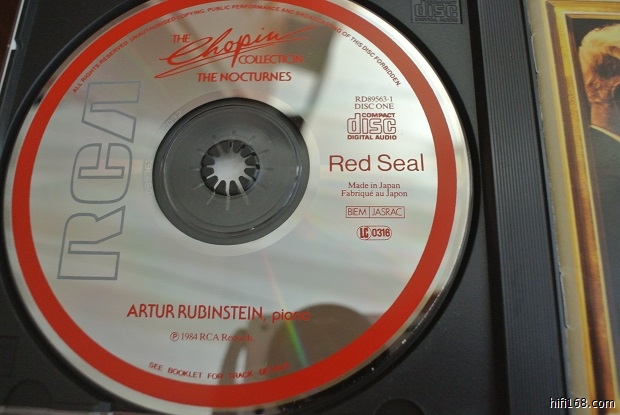 ALL RIGHTS RESERVED. UNAUTHORIZED COPYING, PUBLIC PERFORMANCE AND BROADCASTING OF THIS DISC FORBIDDEN.
THE
Chopin
COLLECTION
THE NOCTURNES
RD89563-1
DISC ONE
COMPACT
disc
DIGITAL AUDIO
RCA
Red Seal
Made in Japan
Fabriqué au Japon
BIEM JASRAC
LC 0316
ARTUR RUBINSTEIN, piano
℗ 1984 RCA Records
SEE BOOKLET FOR TRACK
disc
hifi168.com